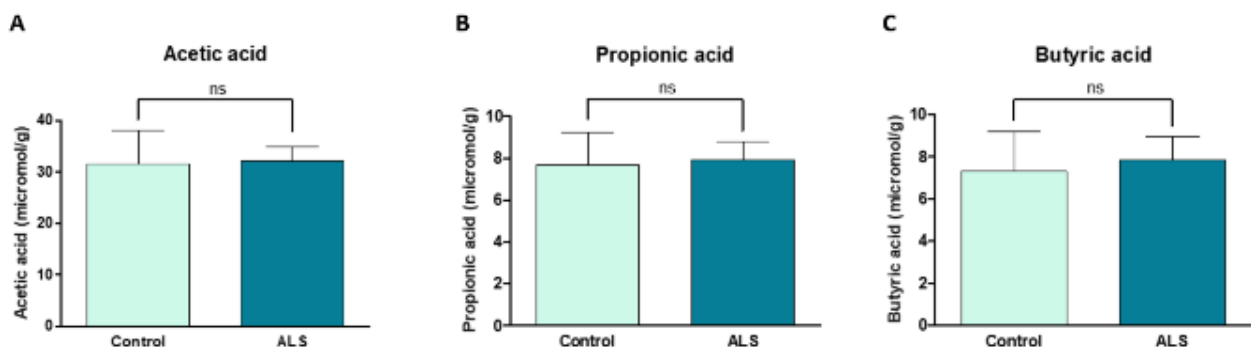 A
Acetic acid
ns
Acetic acid (micromol/g)
40
30
20
10
0
Control
ALS
B
Propionic acid
ns
Propionic acid (micromol/g)
10
8
6
4
2
0
Control
ALS
C
Butyric acid
ns
Butyric acid (micromol/g)
10
8
6
4
2
0
Control
ALS